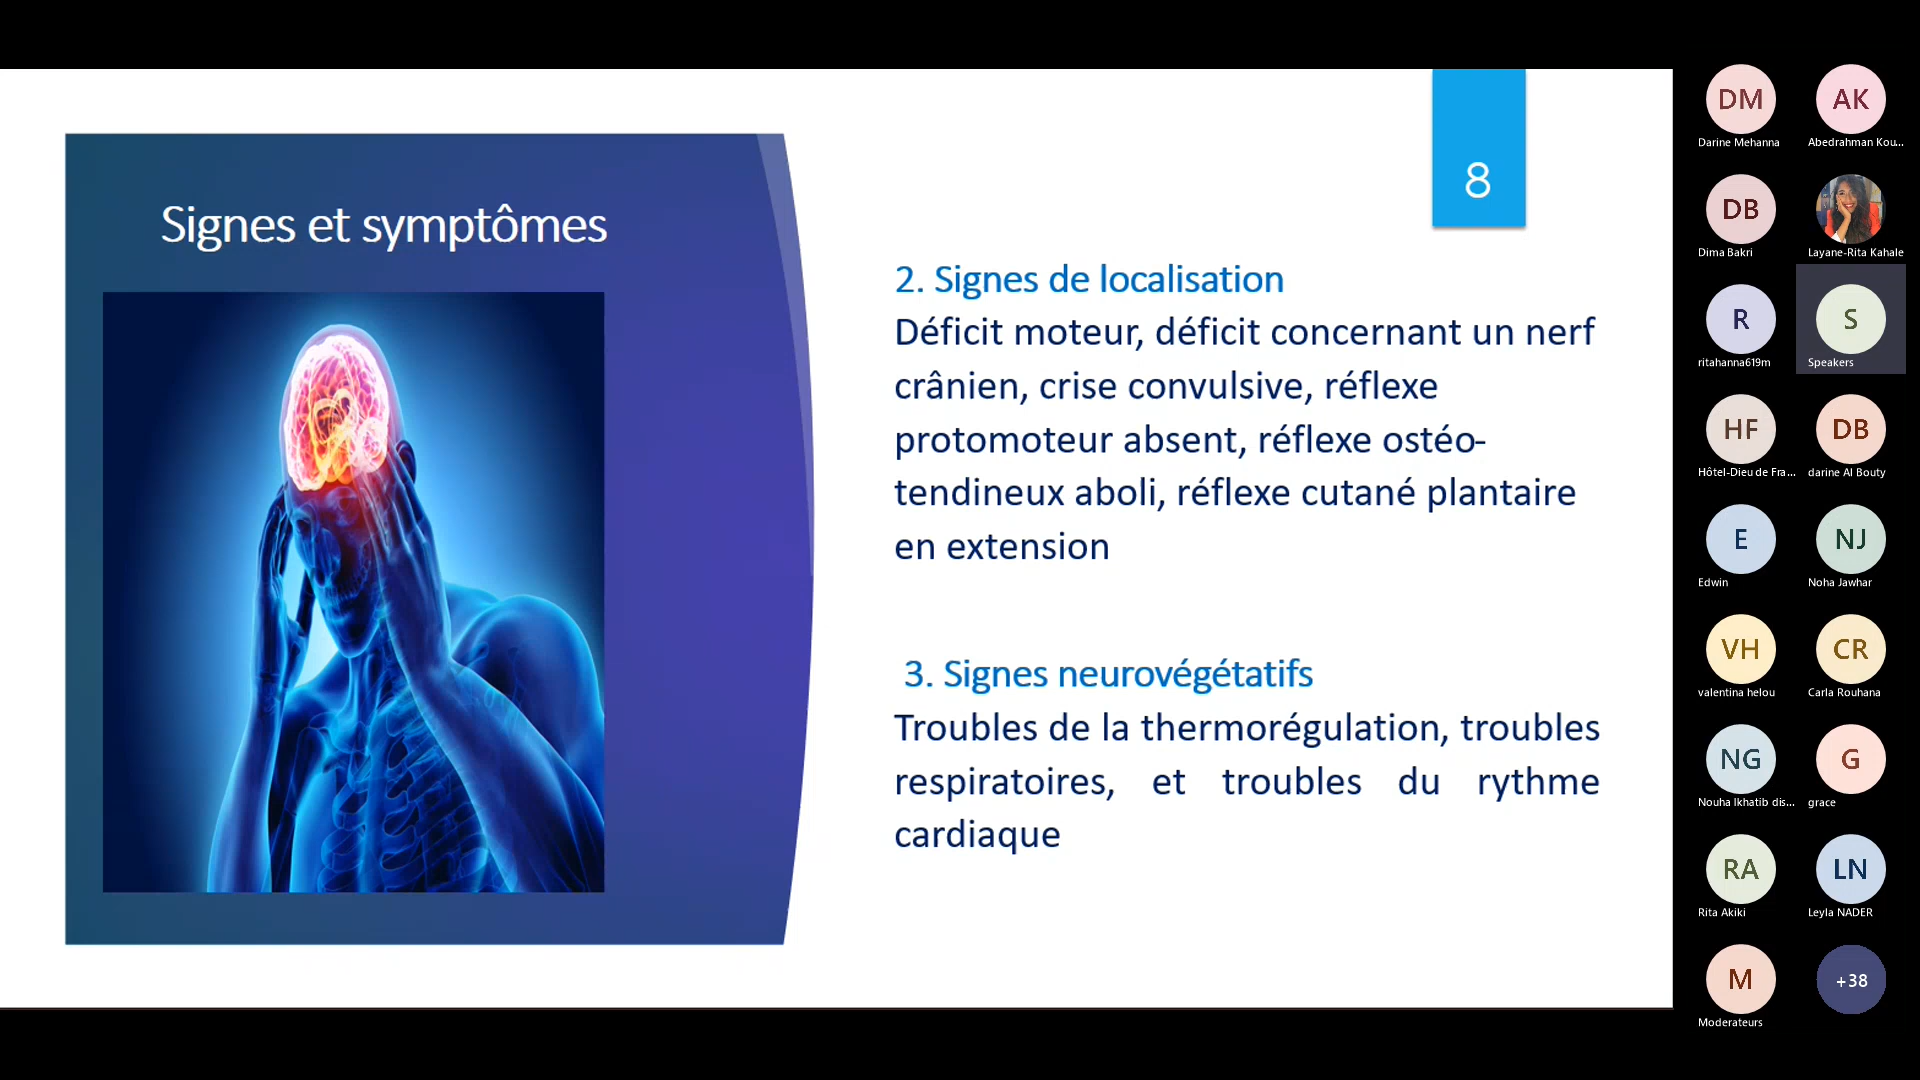 Signes et symptômes
8
2. Signes de localisation
Déficit moteur, déficit concernant un nerf
crânien, crise convulsive, réflexe
protomoteur absent, réflexe ostéo-
tendineux aboli, réflexe cutané plantaire
en extension
3. Signes neurovégétatifs
Troubles de la thermorégulation, troubles
respiratoires, et troubles du rythme
cardiaque
DM
AK
Darine Mehanna
Abedrahman Kou...
DB
Dima Bakri
Layane-Rita Kahale
R
S
ritahanna619m
Speakers
HF
DB
Hôtel-Dieu de Fra...
darine Al Bouty
E
NJ
Edwin
Noha Jawhar
VH
CR
valentina helou
Carla Rouhana
NG
G
Nouha lkhatib dis...
grace
RA
LN
Rita Akiki
Leyla NADER
M
+38
Moderateurs